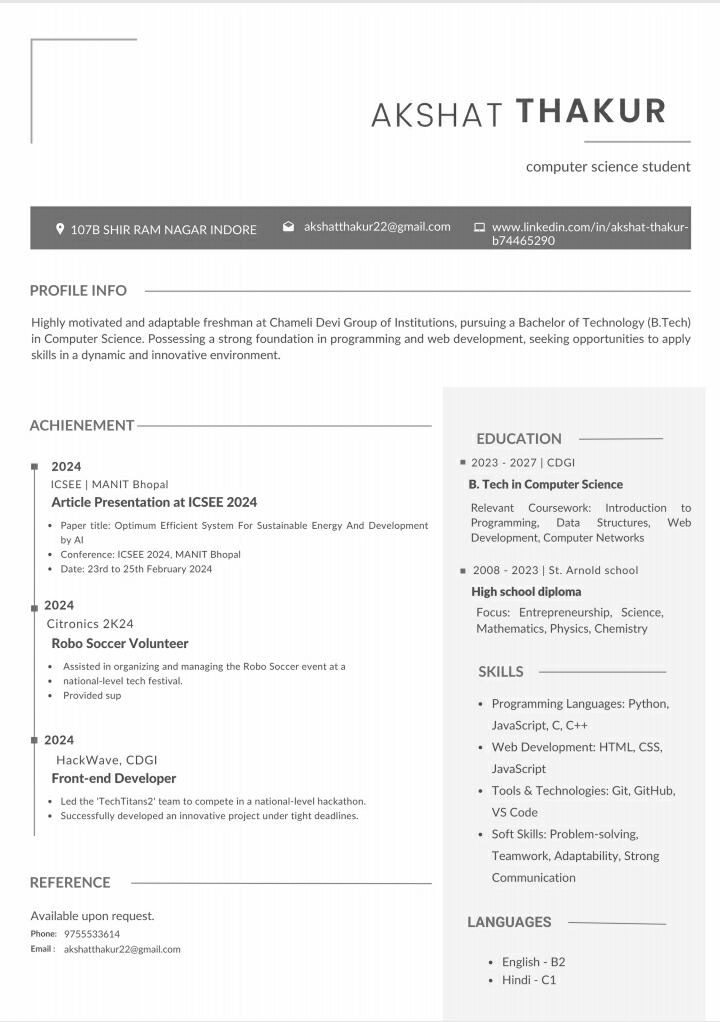 AKSHAT THAKUR
computer science student
107B SHIR RAM NAGAR INDORE
akshatthakur22@gmail.com
www.linkedin.com/in/akshat-thakur-
b74465290
PROFILE INFO
Highly motivated and adaptable freshman at Chameli Devi Group of Institutions, pursuing a Bachelor of Technology (B.Tech)
in Computer Science. Possessing a strong foundation in programming and web development, seeking opportunities to apply
skills in a dynamic and innovative environment.
ACHIENEMENT
2024
ICSEE | MANIT Bhopal
Article Presentation at ICSEE 2024
• Paper title: Optimum Efficient System For Sustainable Energy And Development
by AI
• Conference: ICSEE 2024, MANIT Bhopal
• Date: 23rd to 25th February 2024
2024
Citronics 2K24
Robo Soccer Volunteer
• Assisted in organizing and managing the Robo Soccer event at a
• national-level tech festival.
• Provided sup
2024
HackWave, CDGI
Front-end Developer
• Led the 'TechTitans2' team to compete in a national-level hackathon.
• Successfully developed an innovative project under tight deadlines.
REFERENCE
Available upon request.
Phone: 9755533614
Email : akshatthakur22@gmail.com
EDUCATION
2023 - 2027 | CDGI
B. Tech in Computer Science
Relevant Coursework: Introduction to
Programming, Data Structures, Web
Development, Computer Networks
2008 - 2023 | St. Arnold school
High school diploma
Focus: Entrepreneurship, Science,
Mathematics, Physics, Chemistry
SKILLS
• Programming Languages: Python,
JavaScript, C, C++
• Web Development: HTML, CSS,
JavaScript
• Tools & Technologies: Git, GitHub,
VS Code
• Soft Skills: Problem-solving,
Teamwork, Adaptability, Strong
Communication
LANGUAGES
• English - B2
• Hindi - C1